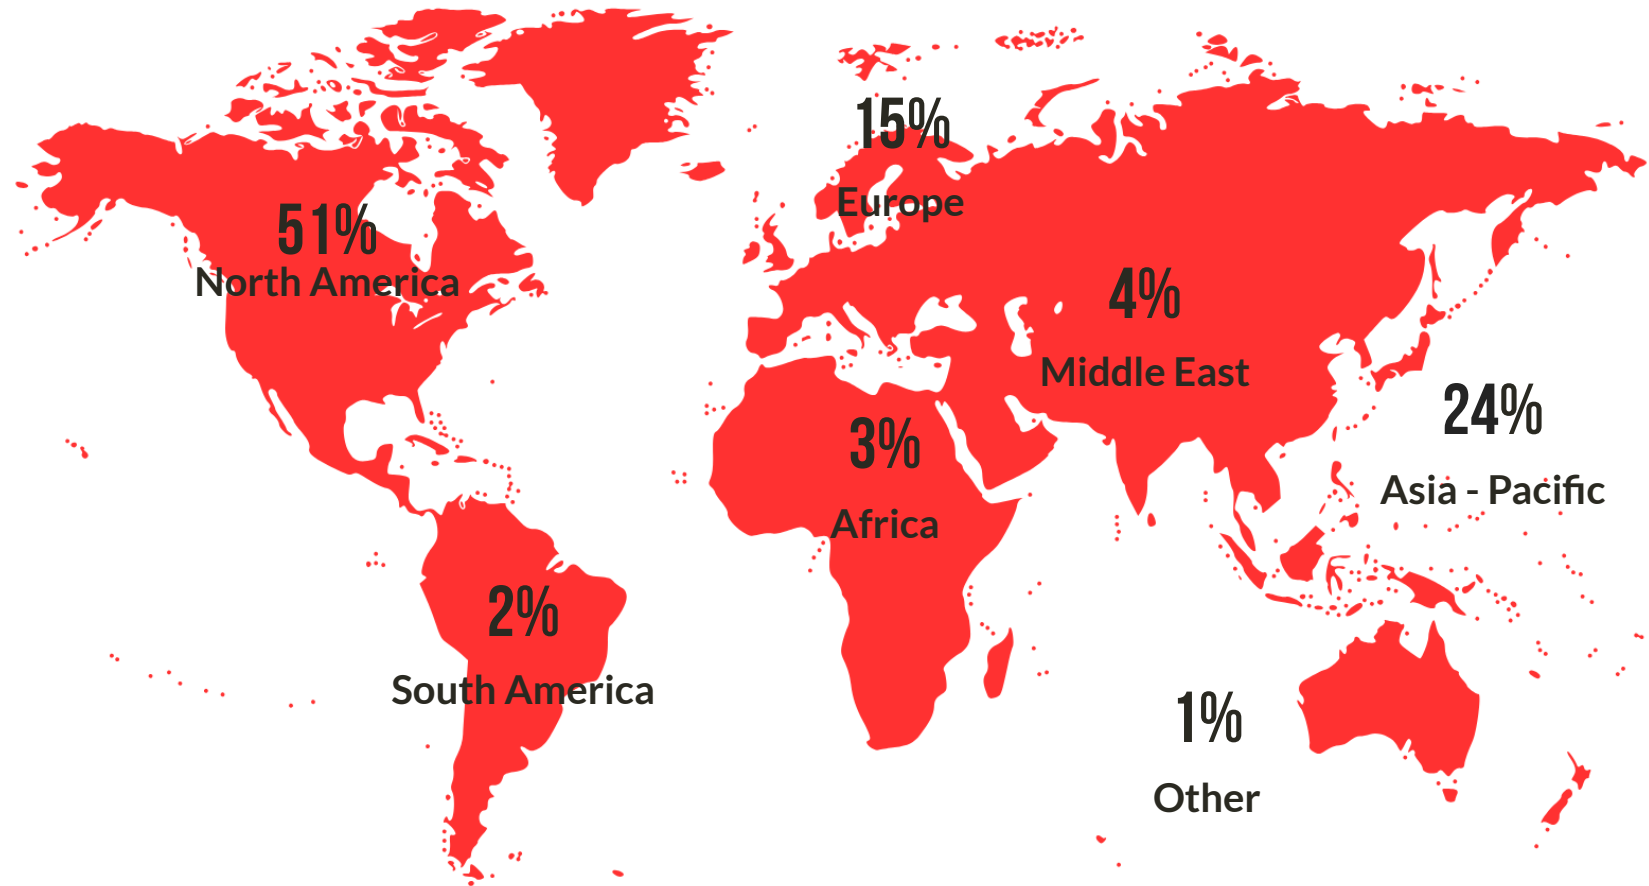 15%
Europe
51%
North America
4%
Middle East
24%
Asia - Pacific
3%
Africa
2%
South America
1%
Other